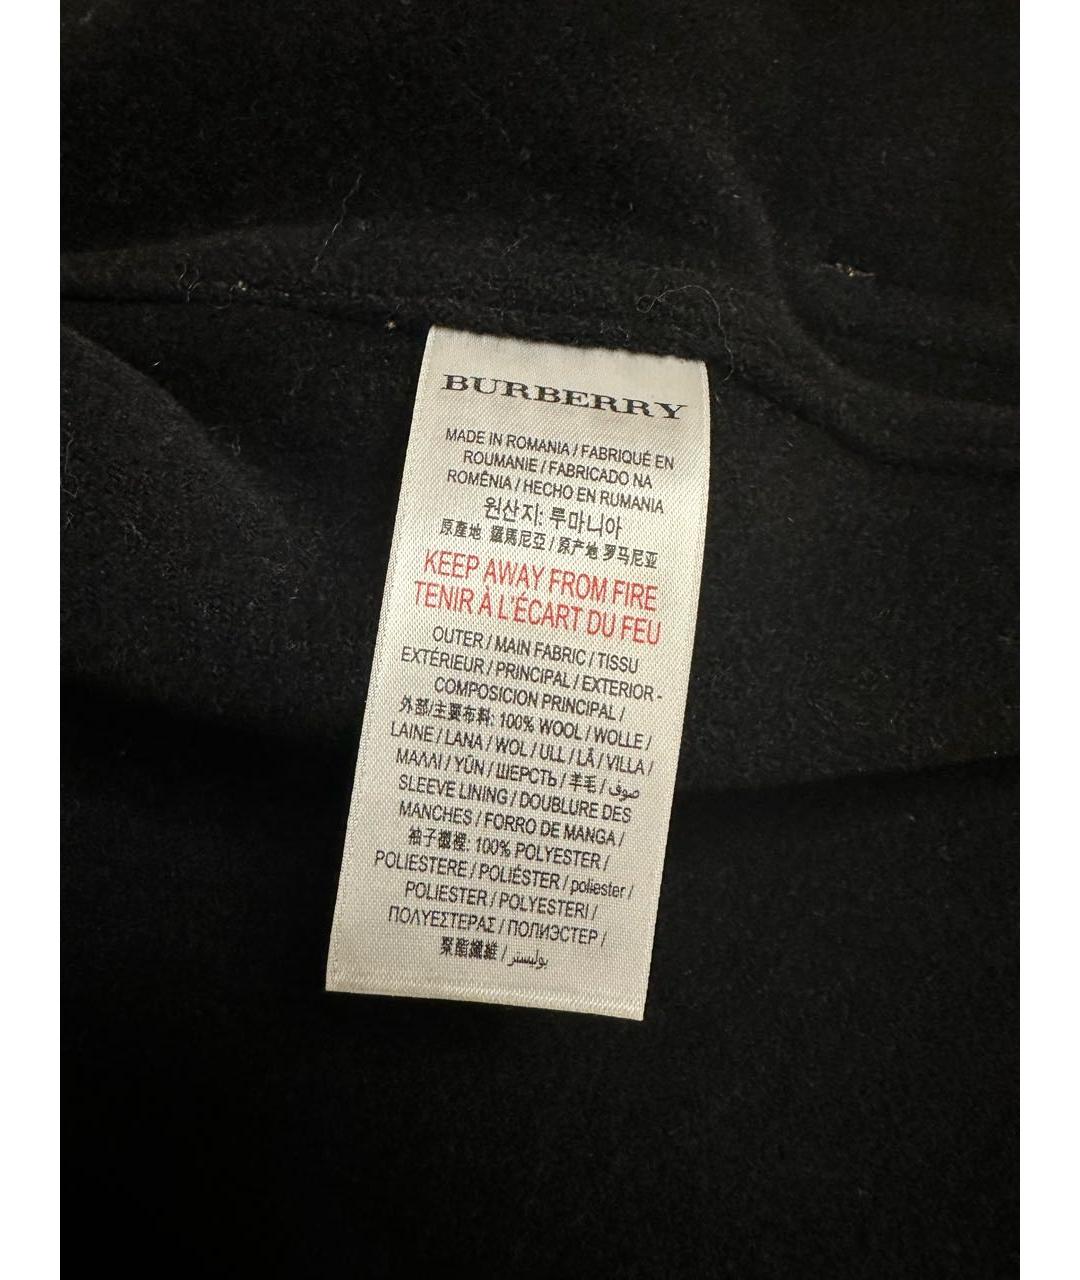 BURBERRY
MADE IN ROMANIA / FABRIQUÉ EN
ROUMANIE / FABRICADO NA
ROMÊNIA / HECHO EN RUMANIA
원산지: 루마니아
原產地 羅馬尼亞 / 原产地 罗马尼亚
KEEP AWAY FROM FIRE
TENIR À L'ÉCART DU FEU
OUTER / MAIN FABRIC / TISSU
EXTÉRIEUR / PRINCIPAL / EXTERIOR -
COMPOSICION PRINCIPAL /
外部/主要布料: 100% WOOL / WOLLE /
LAINE / LANA / WOL / ULL / LÃ / VILLA /
ΜΑΛΛΙ / YÜN / ШЕРСТЬ / 羊毛 / صوف
SLEEVE LINING / DOUBLURE DES
MANCHES / FORRO DE MANGA /
袖子襯裡: 100% POLYESTER /
POLIESTERE / POLIÉSTER / poliester /
POLIESTER / POLYESTERI /
ΠΟΛΥΕΣΤΕΡΑΣ / ПОЛИЭСТЕР /
聚酯纖維 / بوليستر